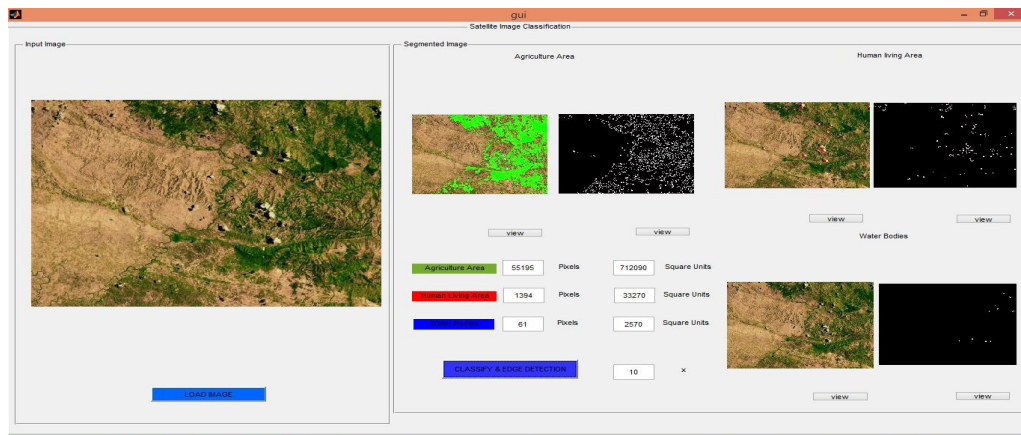 gui
Satellite Image Classification
Input Image
LOAD IMAGE
Segmented Image
Agriculture Area
view
view
Human living Area
view
view
Agriculture Area 55195 Pixels 712090 Square Units
Human Living Area 1394 Pixels 33270 Square Units
61 Pixels 2570 Square Units
CLASSIFY & EDGE DETECTION 10 ×
Water Bodies
view
view